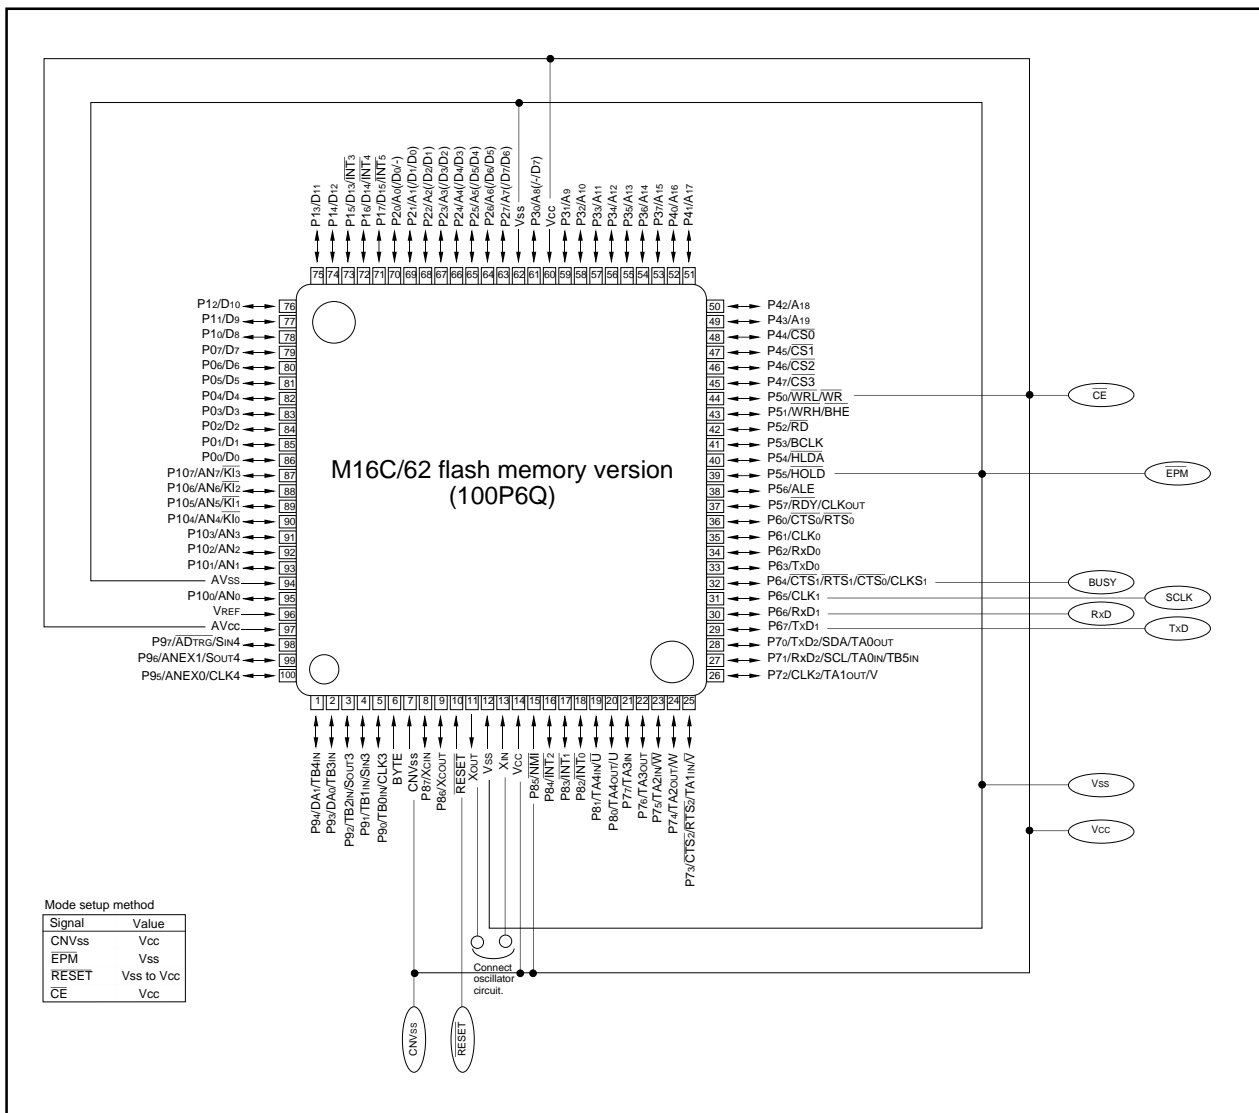 P13/D11
P14/D12
P15/D13/INT3
P16/D14/INT4
P17/D15/INT5
P20/A0(/D0/-)
P21/A1(/D1/D0)
P22/A2(/D2/D1)
P23/A3(/D3/D2)
P24/A4(/D4/D3)
P25/A5(/D5/D4)
P26/A6(/D6/D5)
P27/A7(/D7/D6)
Vss
P30/A8(/-/D7)
Vcc
P31/A9
P32/A10
P33/A11
P34/A12
P35/A13
P36/A14
P37/A15
P40/A16
P41/A17
75 74 73 72 71 70 69 68 67 66 65 64 63 62 61 60 59 58 57 56 55 54 53 52 51
P12/D10 76
P11/D9 77
P10/D8 78
P07/D7 79
P06/D6 80
P05/D5 81
P04/D4 82
P03/D3 83
P02/D2 84
P01/D1 85
P00/D0 86
P107/AN7/KI3 87
P106/AN6/KI2 88
P105/AN5/KI1 89
P104/AN4/KI0 90
P103/AN3 91
P102/AN2 92
P101/AN1 93
AVss 94
P100/AN0 95
VREF 96
AVcc 97
P97/ADTRG/SIN4 98
P96/ANEX1/SOUT4 99
P95/ANEX0/CLK4 100
M16C/62 flash memory version
(100P6Q)
50 P42/A18
49 P43/A19
48 P44/CS0
47 P45/CS1
46 P46/CS2
45 P47/CS3
44 P50/WRL/WR
43 P51/WRH/BHE
42 P52/RD
41 P53/BCLK
40 P54/HLDA
39 P55/HOLD
38 P56/ALE
37 P57/RDY/CLKOUT
36 P60/CTS0/RTS0
35 P61/CLK0
34 P62/RxD0
33 P63/TxD0
32 P64/CTS1/RTS1/CTS0/CLKS1
31 P65/CLK1
30 P66/RxD1
29 P67/TxD1
28 P70/TxD2/SDA/TA0OUT
27 P71/RxD2/SCL/TA0IN/TB5IN
26 P72/CLK2/TA1OUT/V
CE
EPM
BUSY
SCLK
RxD
TxD
Vss
Vcc
1 2 3 4 5 6 7 8 9 10 11 12 13 14 15 16 17 18 19 20 21 22 23 24 25
P94/DA1/TB4IN
P93/DA0/TB3IN
P92/TB2IN/SOUT3
P91/TB1IN/SIN3
P90/TB0IN/CLK3
BYTE
CNVss
P87/XCIN
P86/XCOUT
RESET
XOUT
Vss
XIN
Vcc
P85/NMI
P84/INT2
P83/INT1
P82/INT0
P81/TA4IN/U
P80/TA4OUT/U
P77/TA3IN
P76/TA3OUT
P75/TA2IN/W
P74/TA2OUT/W
P73/CTS2/RTS2/TA1IN/V
Connect
oscillator
circuit.
CNVss
RESET
Mode setup method
Signal Value
CNVss Vcc
EPM Vss
RESET Vss to Vcc
CE Vcc